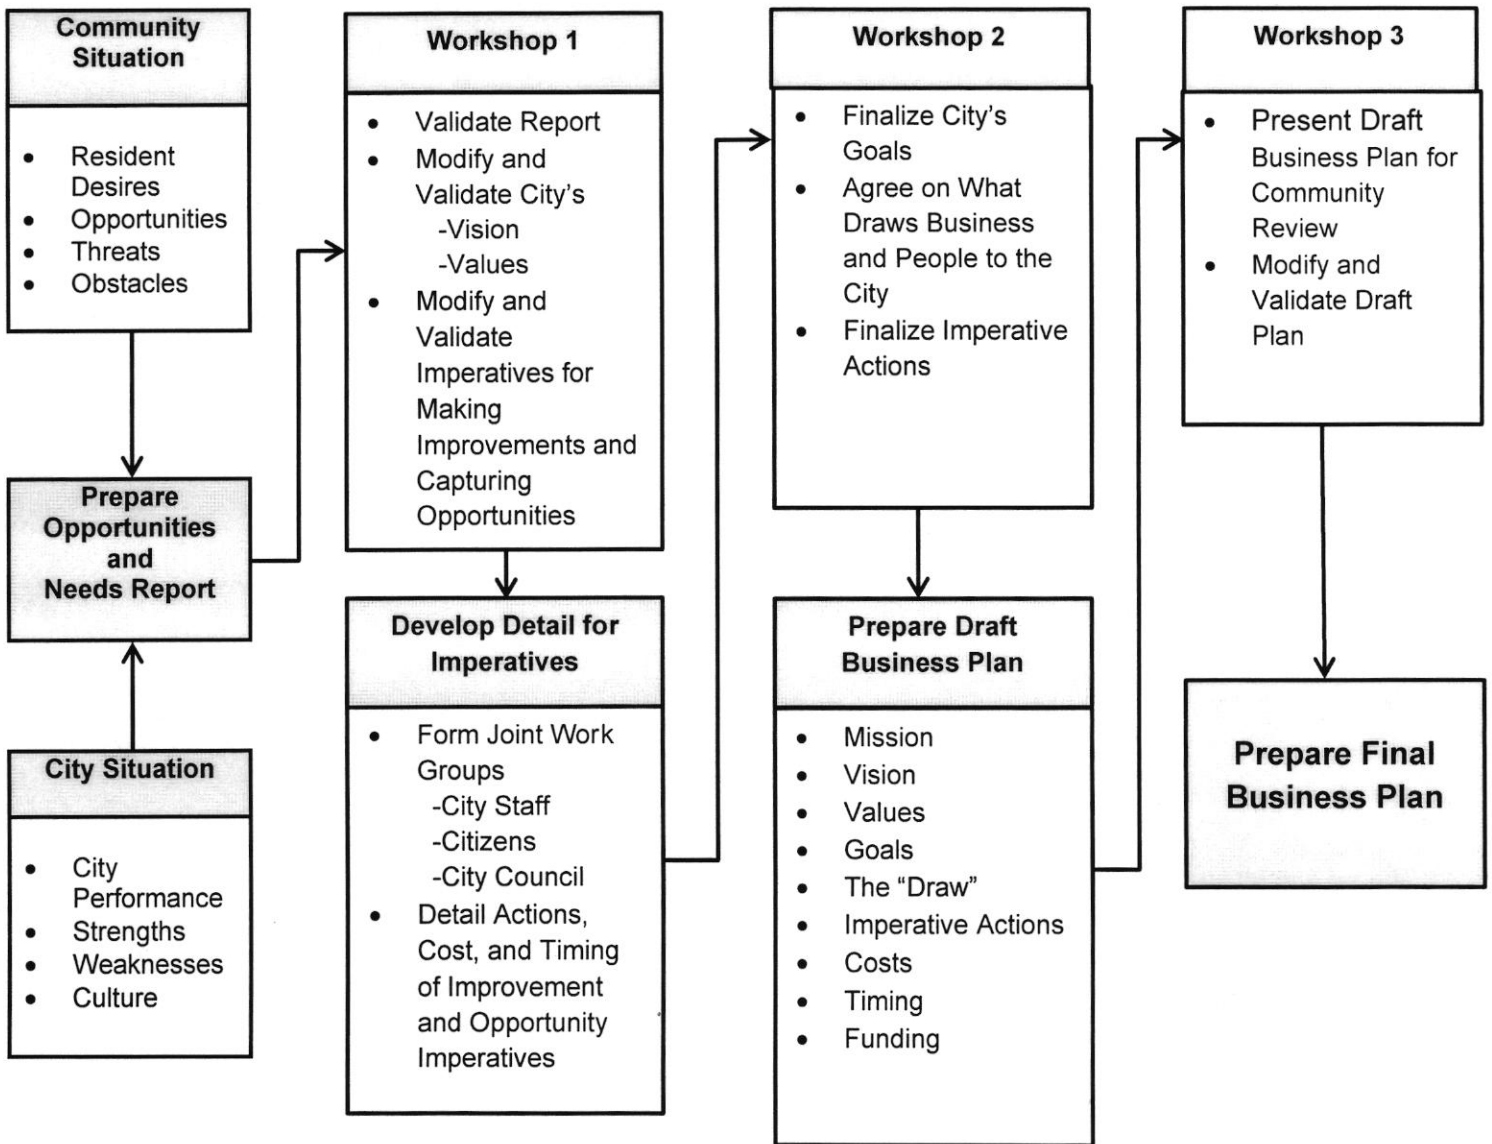 Community
Situation
• Resident
Desires
• Opportunities
• Threats
• Obstacles
Prepare
Opportunities
and
Needs Report
City Situation
• City
Performance
• Strengths
• Weaknesses
• Culture
Workshop 1
• Validate Report
• Modify and
Validate City’s
-Vision
-Values
• Modify and
Validate
Imperatives for
Making
Improvements and
Capturing
Opportunities
Develop Detail for
Imperatives
• Form Joint Work
Groups
-City Staff
-Citizens
-City Council
• Detail Actions,
Cost, and Timing
of Improvement
and Opportunity
Imperatives
Workshop 2
• Finalize City’s
Goals
• Agree on What
Draws Business
and People to the
City
• Finalize Imperative
Actions
Prepare Draft
Business Plan
• Mission
• Vision
• Values
• Goals
• The “Draw”
• Imperative Actions
• Costs
• Timing
• Funding
Workshop 3
• Present Draft
Business Plan for
Community
Review
• Modify and
Validate Draft
Plan
Prepare Final
Business Plan